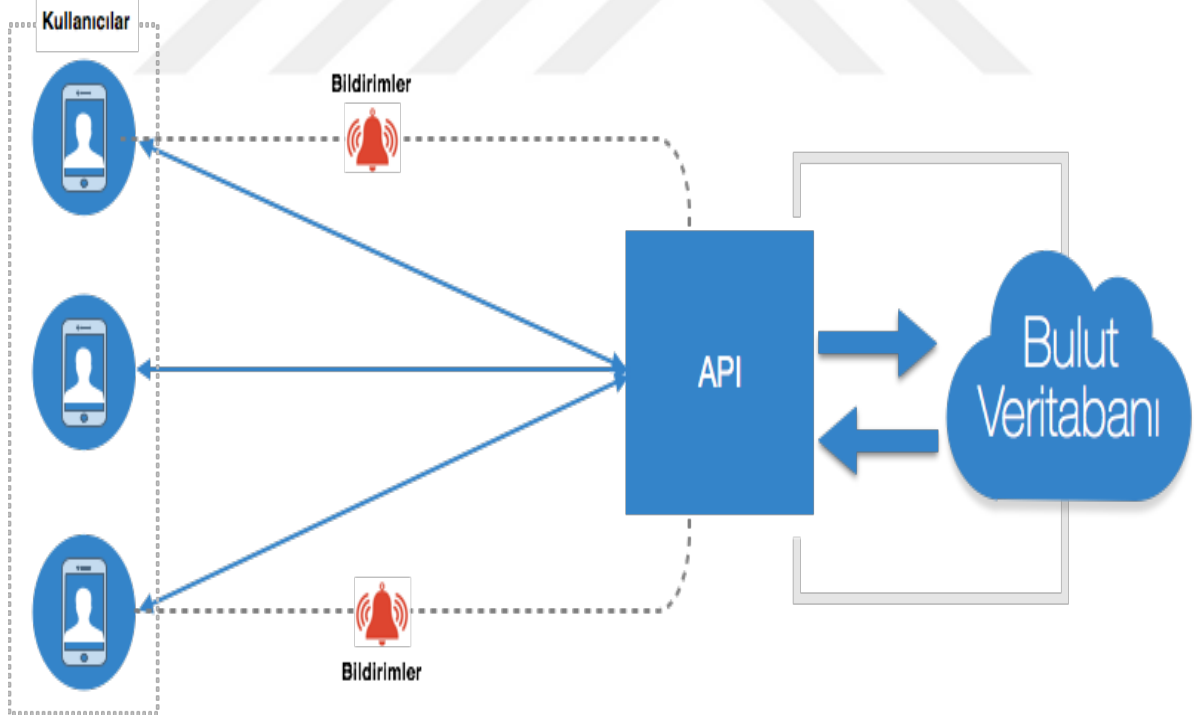 Kullanıcılar
Bildirimler
API
Bulut
Veritabanı
Bildirimler